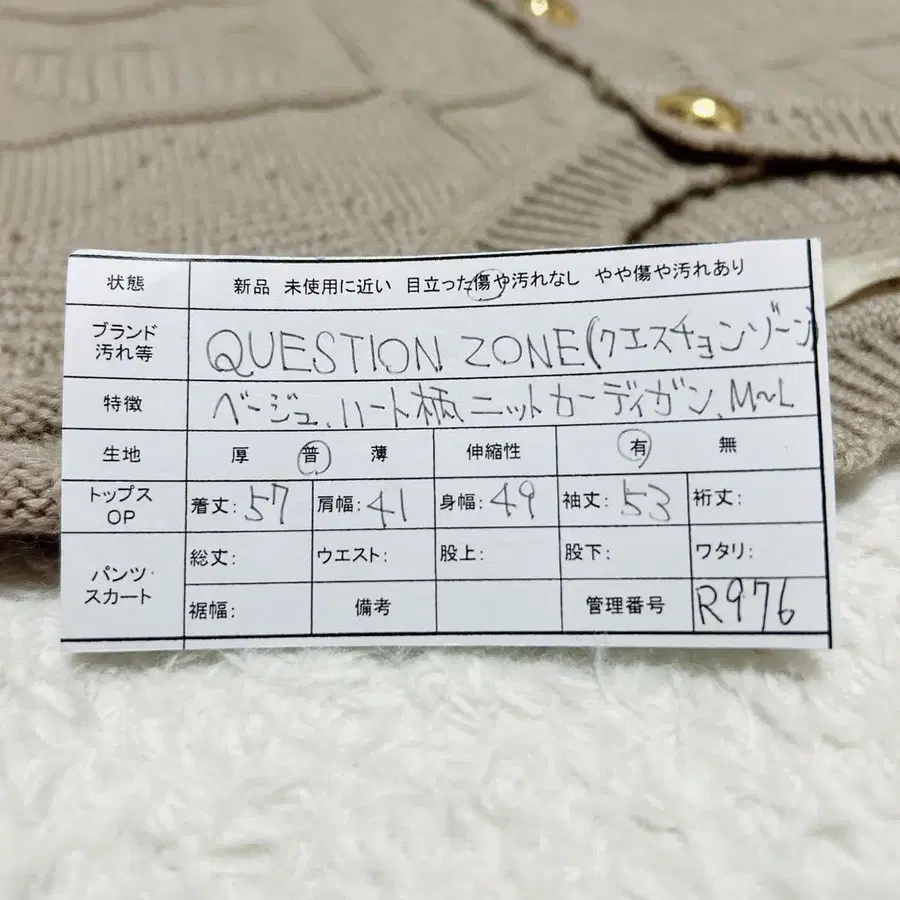 状態 新品 未使用に近い 目立った傷や汚れなし やや傷や汚れあり
ブランド 汚れ等 QUESTION ZONE(クエスチョンゾーン)
特徴 ベージュ、ハート柄、ニットカーディガン、M~L
生地 厚 普 薄 伸縮性 有 無
トップス OP 着丈:57 肩幅:41 身幅:49 袖丈:53 裄丈:
パンツ・スカート 総丈: ウエスト: 股上: 股下: ワタリ:
裾幅: 備考 管理番号 R976